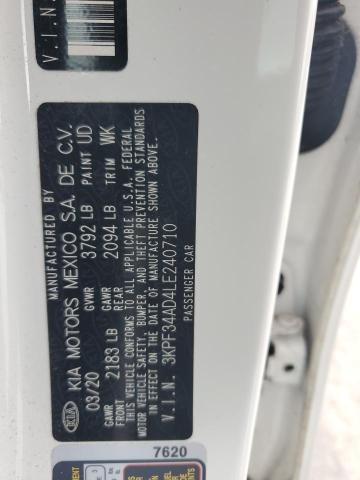 V.I.N.
MANUFACTURED BY
KIA KIA MOTORS MEXICO S.A. DE C.V.
03/20 GVWR 3792 LB PAINT UD
GAWR FRONT 2183 LB GAWR REAR 2094 LB TRIM WK
THIS VEHICLE CONFORMS TO ALL APPLICABLE U.S.A. FEDERAL
MOTOR VEHICLE SAFETY, BUMPER, AND THEFT PREVENTION STANDARDS
IN EFFECT ON THE DATE OF MANUFACTURE SHOWN ABOVE.
V.I.N. 3KPF34AD4LE240710
PASSENGER CAR
7620